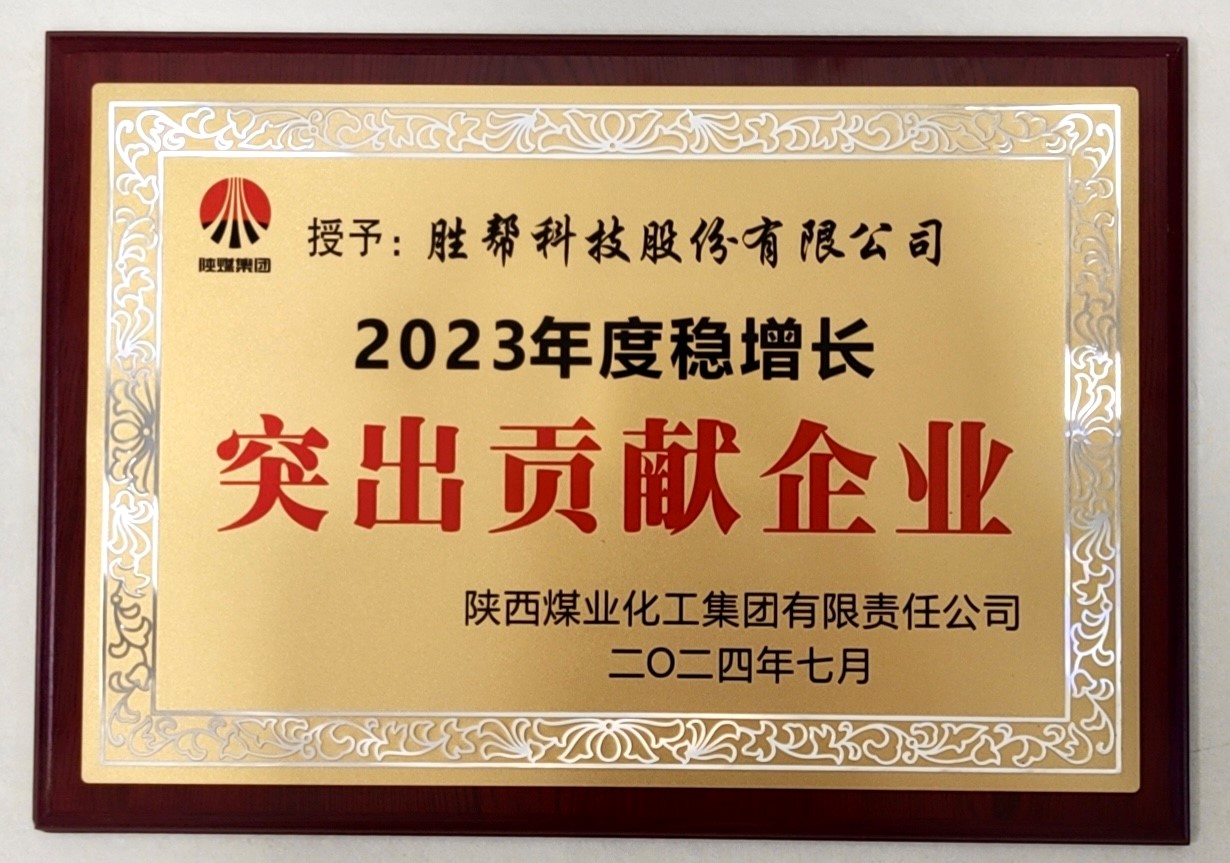 陕煤集团
授予：胜帮科技股份有限公司
2023年度稳增长
突出贡献企业
陕西煤业化工集团有限责任公司
二〇二四年七月